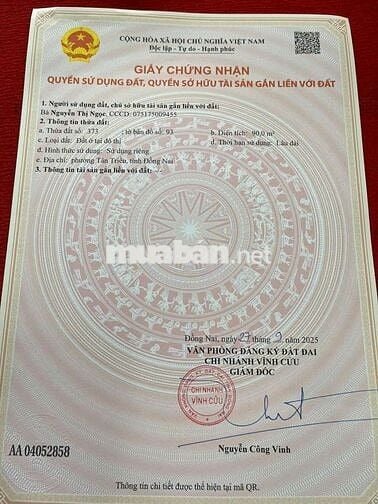 CỘNG HÒA XÃ HỘI CHỦ NGHĨA VIỆT NAM
Độc lập - Tự do - Hạnh phúc
GIẤY CHỨNG NHẬN
QUYỀN SỬ DỤNG ĐẤT, QUYỀN SỞ HỮU TÀI SẢN GẮN LIỀN VỚI ĐẤT
1. Người sử dụng đất, chủ sở hữu tài sản gắn liền với đất:
Bà Nguyễn Thị Ngọc, CCCD: 075175009455
2. Thông tin thửa đất:
a. Thửa đất số: 373 ; tờ bản đồ số: 93 b. Diện tích: 90,0 m²
c. Loại đất: Đất ở tại đô thị d. Thời hạn sử dụng: Lâu dài
đ. Hình thức sử dụng: Sử dụng riêng
e. Địa chỉ: phường Tân Triều, tỉnh Đồng Nai
3. Thông tin tài sản gắn liền với đất: -/-
muaban.net
Đồng Nai, ngày 27 tháng 9 năm 2025
VĂN PHÒNG ĐĂNG KÝ ĐẤT ĐAI
CHI NHÁNH VĨNH CỬU
GIÁM ĐỐC
CHI NHÁNH
VĨNH CỬU
Nguyễn Công Vinh
AA 04052858
Thông tin chi tiết được thể hiện tại mã QR.